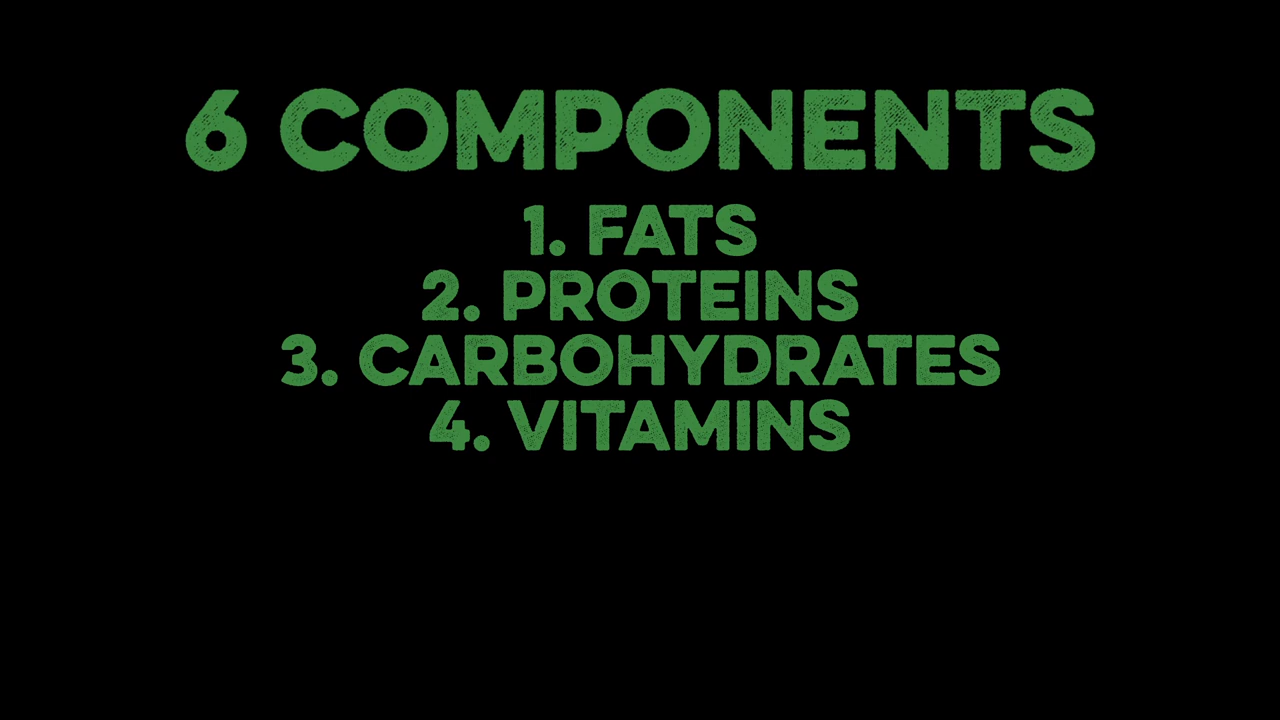 6 COMPONENTS
1. FATS
2. PROTEINS
3. CARBOHYDRATES
4. VITAMINS